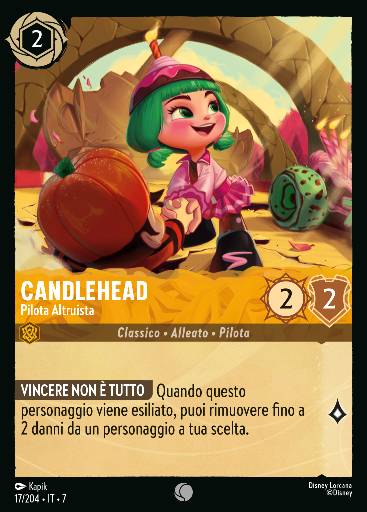 2
CANDLEHEAD
Pilota Altruista
2
2
Classico • Alleato • Pilota
VINCERE NON È TUTTO Quando questo
personaggio viene esiliato, puoi rimuovere fino a
2 danni da un personaggio a tua scelta.
Kapik
17/204 • IT • 7
Disney Lorcana
©Disney